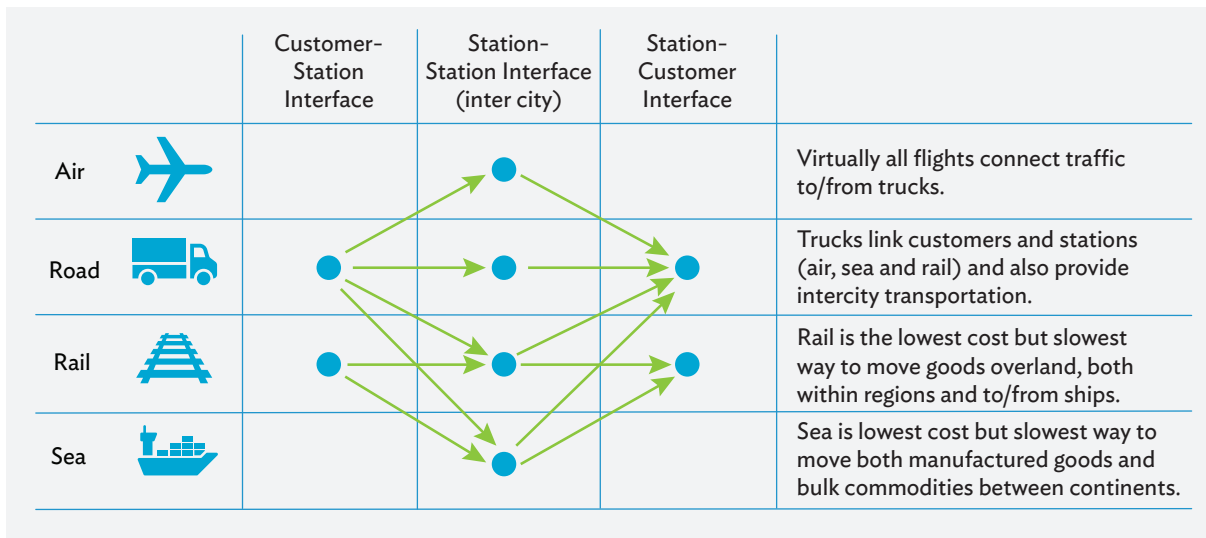 Customer-
Station
Interface
Station-
Station Interface
(inter city)
Station-
Customer
Interface
Air
Virtually all flights connect traffic
to/from trucks.
Road
Trucks link customers and stations
(air, sea and rail) and also provide
intercity transportation.
Rail
Rail is the lowest cost but slowest
way to move goods overland, both
within regions and to/from ships.
Sea
Sea is lowest cost but slowest way to
move both manufactured goods and
bulk commodities between continents.